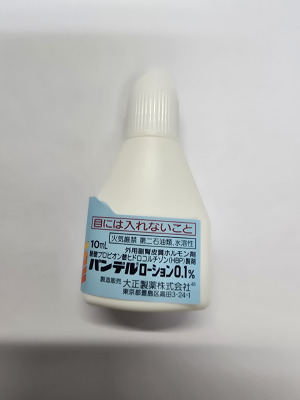 目には入れないこと
火気厳禁 第二石油類、水溶性
10mL 外用副腎皮質ホルモン剤
酪酸プロピオン酸ヒドロコルチゾン(HBP)製剤
パンデルローション0.1%
製造販売 大正製薬株式会社
東京都豊島区高田3-24-1